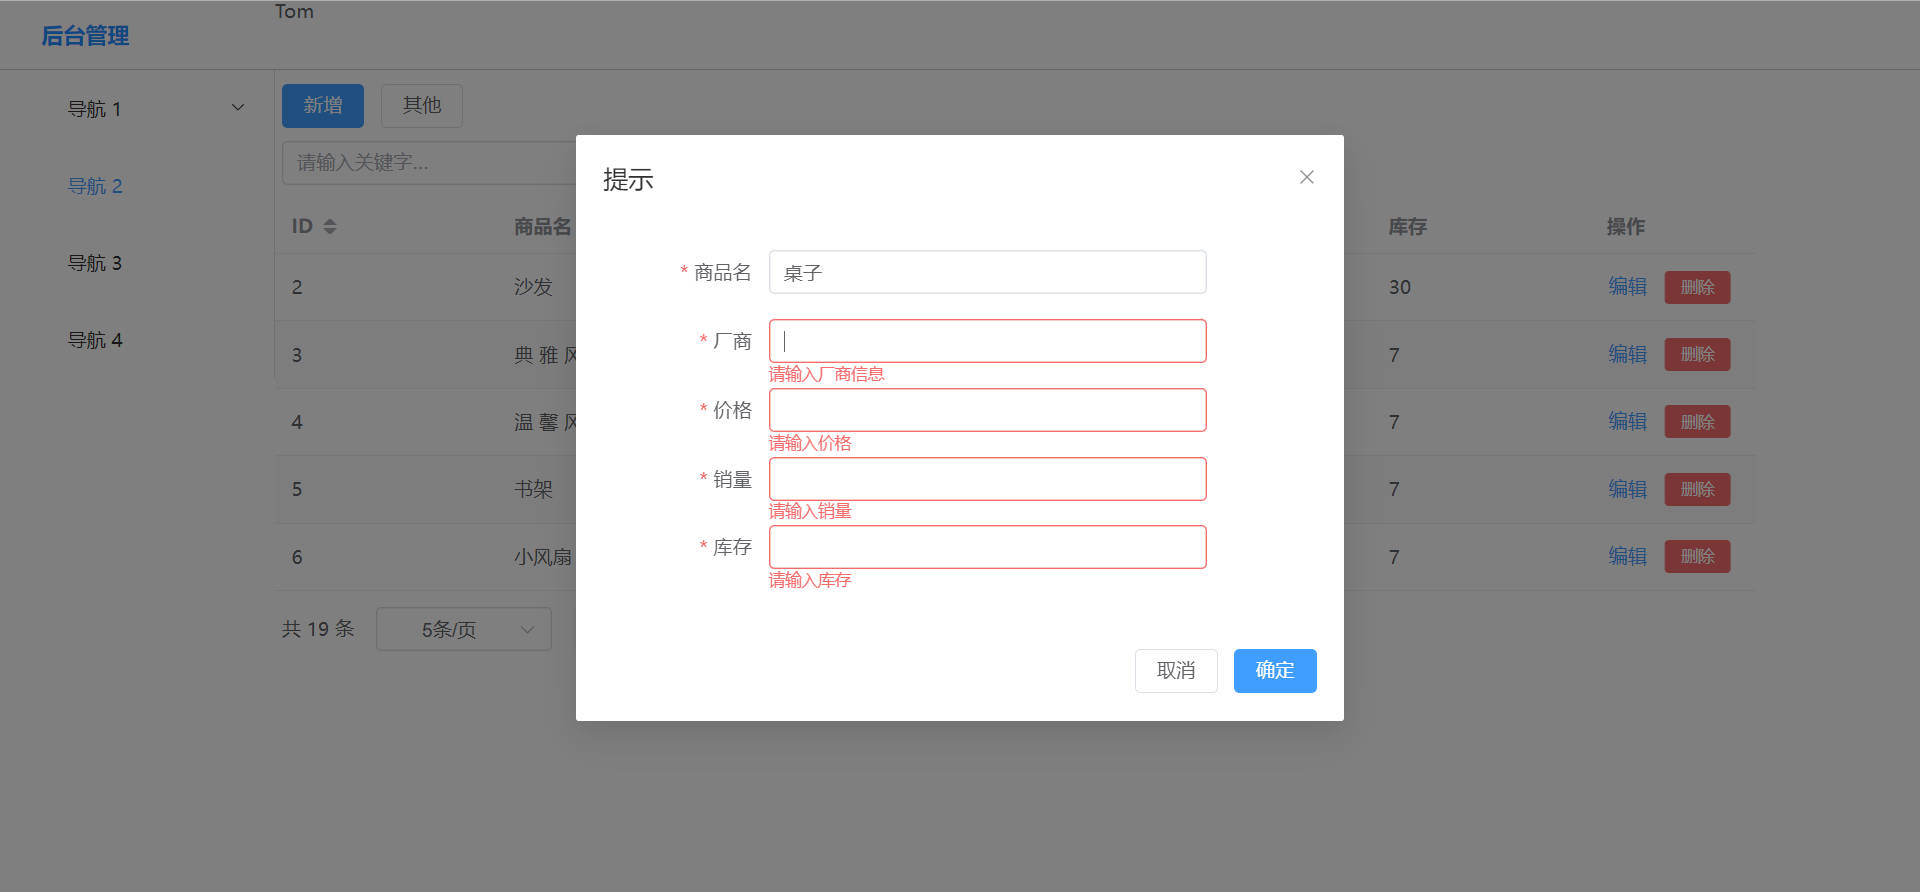 Tom
后台管理
导航 1
导航 2
导航 3
导航 4
新增 其他
请输入关键字...
ID 商品名 库存 操作
2 沙发 30 编辑 删除
3 典 雅 风 7 编辑 删除
4 温 馨 风 7 编辑 删除
5 书架 7 编辑 删除
6 小风扇 7 编辑 删除
共 19 条 5条/页
提示
* 商品名 桌子
* 厂商
请输入厂商信息
* 价格
请输入价格
* 销量
请输入销量
* 库存
请输入库存
取消 确定